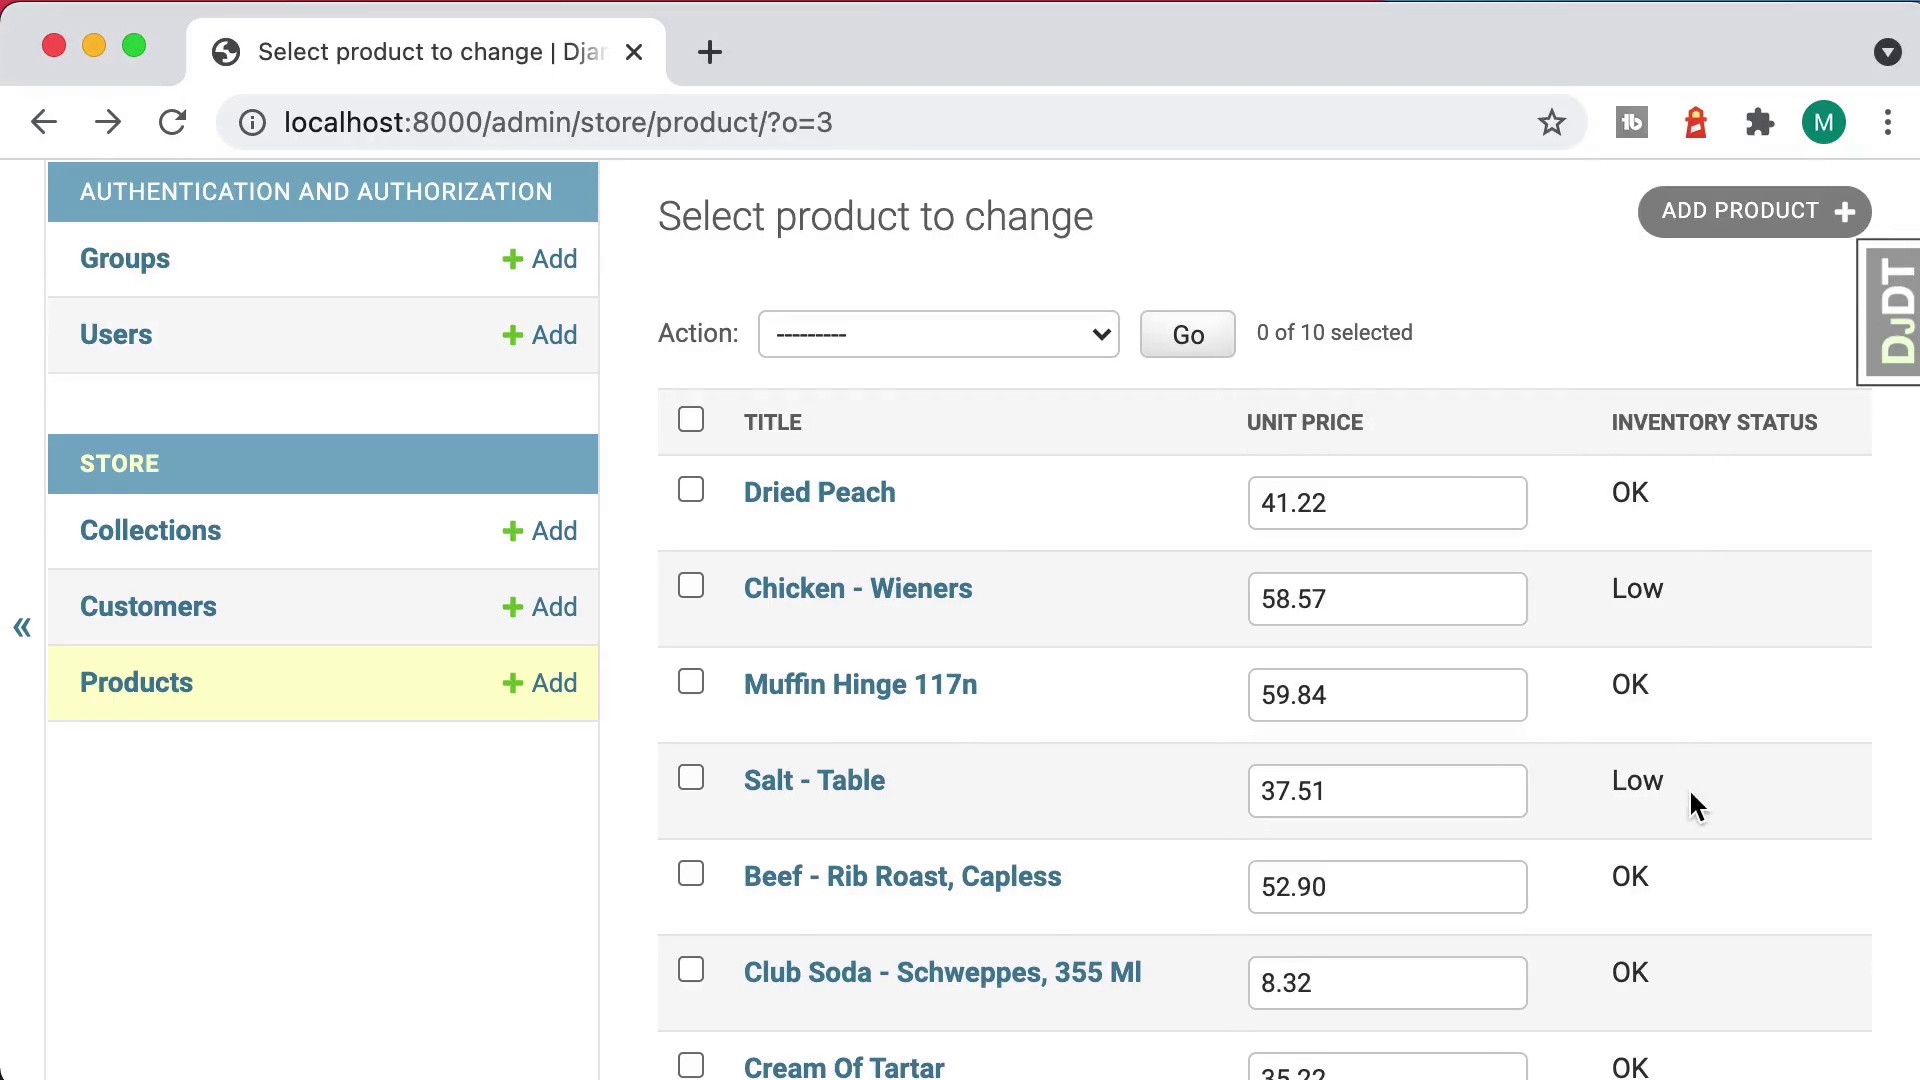 Select product to change | Djan
localhost:8000/admin/store/product/?o=3
M
AUTHENTICATION AND AUTHORIZATION
Groups
Add
Users
Add
STORE
Collections
Add
Customers
Add
Products
Add
«
Select product to change
ADD PRODUCT +
DJDT
Action: --------- Go 0 of 10 selected
TITLE UNIT PRICE INVENTORY STATUS
Dried Peach 41.22 OK
Chicken - Wieners 58.57 Low
Muffin Hinge 117n 59.84 OK
Salt - Table 37.51 Low
Beef - Rib Roast, Capless 52.90 OK
Club Soda - Schweppes, 355 Ml 8.32 OK
Cream Of Tartar 35.22 OK